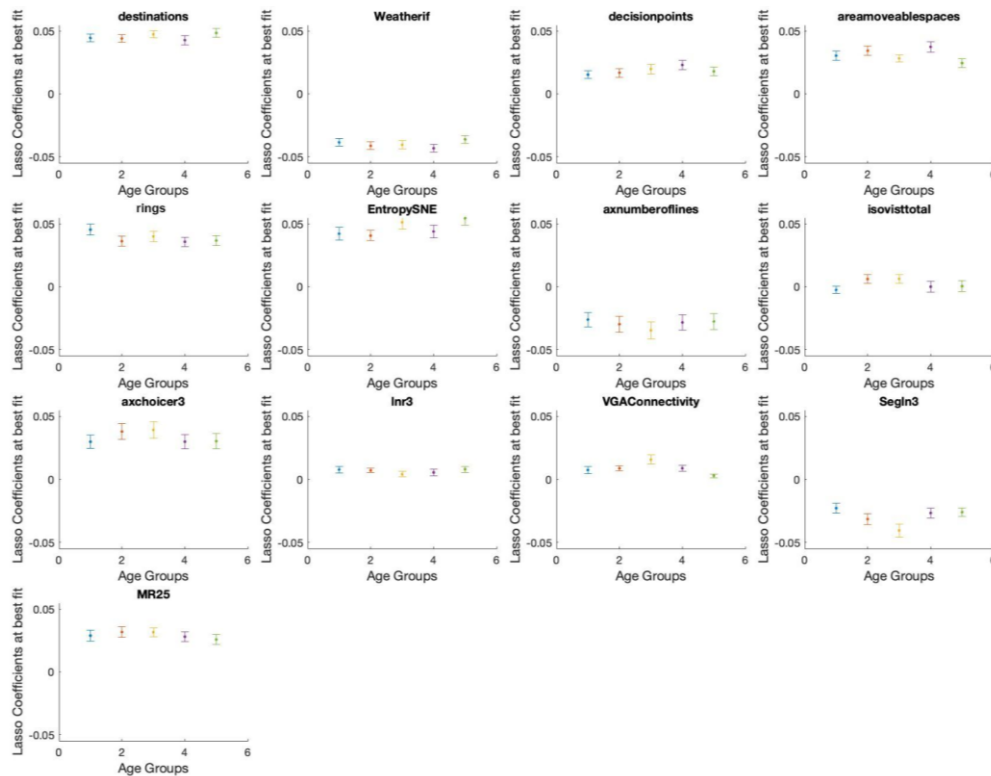 destinations
Lasso Coefficients at best fit
0.05
0
-0.05
0 2 4 6
Age Groups
Weatherif
Lasso Coefficients at best fit
0.05
0
-0.05
0 2 4 6
Age Groups
decisionpoints
Lasso Coefficients at best fit
0.05
0
-0.05
0 2 4 6
Age Groups
areamoveablespaces
Lasso Coefficients at best fit
0.05
0
-0.05
0 2 4 6
Age Groups
rings
Lasso Coefficients at best fit
0.05
0
-0.05
0 2 4 6
Age Groups
EntropySNE
Lasso Coefficients at best fit
0.05
0
-0.05
0 2 4 6
Age Groups
axnumberoflines
Lasso Coefficients at best fit
0.05
0
-0.05
0 2 4 6
Age Groups
isovisttotal
Lasso Coefficients at best fit
0.05
0
-0.05
0 2 4 6
Age Groups
axchoicer3
Lasso Coefficients at best fit
0.05
0
-0.05
0 2 4 6
Age Groups
Inr3
Lasso Coefficients at best fit
0.05
0
-0.05
0 2 4 6
Age Groups
VGAConnectivity
Lasso Coefficients at best fit
0.05
0
-0.05
0 2 4 6
Age Groups
SegIn3
Lasso Coefficients at best fit
0.05
0
-0.05
0 2 4 6
Age Groups
MR25
Lasso Coefficients at best fit
0.05
0
-0.05
0 2 4 6
Age Groups